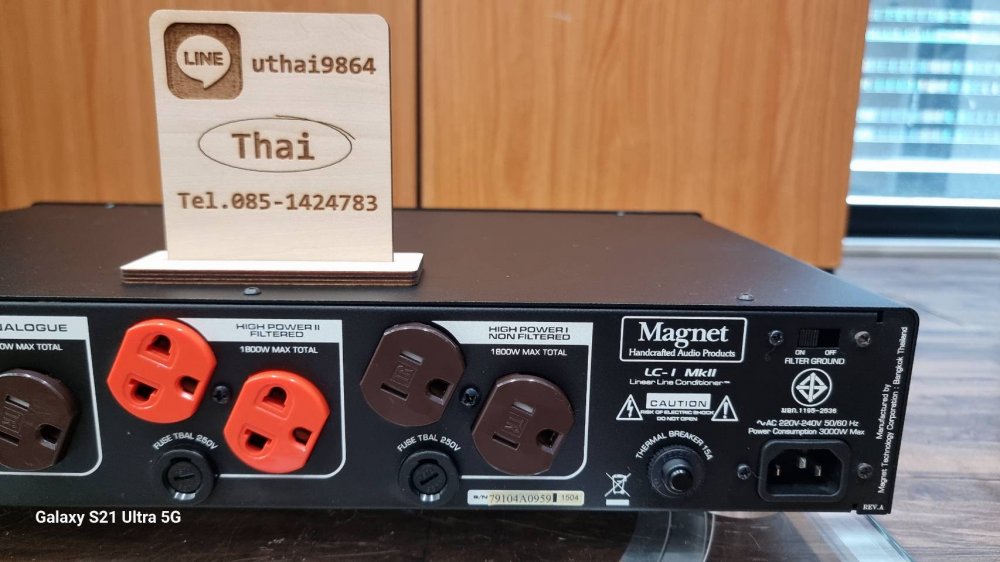 LINE
uthai9864
Thai
Tel.085-1424783
NALOGUE
0W MAX TOTAL
HIGH POWER II
FILTERED
1800W MAX TOTAL
FUSE T8AL 250V
HIGH POWER I
NON FILTERED
1800W MAX TOTAL
FUSE T8AL 250V
Magnet
Handcrafted Audio Products
LC-1 MkII
Linear Line Conditioner™
CAUTION
RISK OF ELECTRIC SHOCK
DO NOT OPEN
THERMAL BREAKER 15A
S/N 79104A0959 1504
ON OFF
FILTER GROUND
มอก.1195-2536
~AC 220V-240V 50/60 Hz
Power Consumption 3000W Max
Manufactured by
Magnet Technology Corporation : Bangkok Thailand
REV.A
Galaxy S21 Ultra 5G